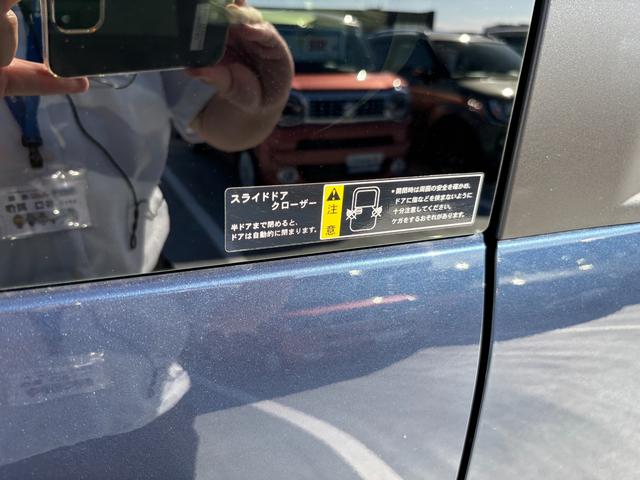 スライドドア
クローザー
半ドアまで閉めると、
ドアは自動的に閉まります。
注意
＊開閉時は周囲の安全を確かめ、
ドアに指などを挟まないように
十分注意してください。
ケガをするおそれがあります。